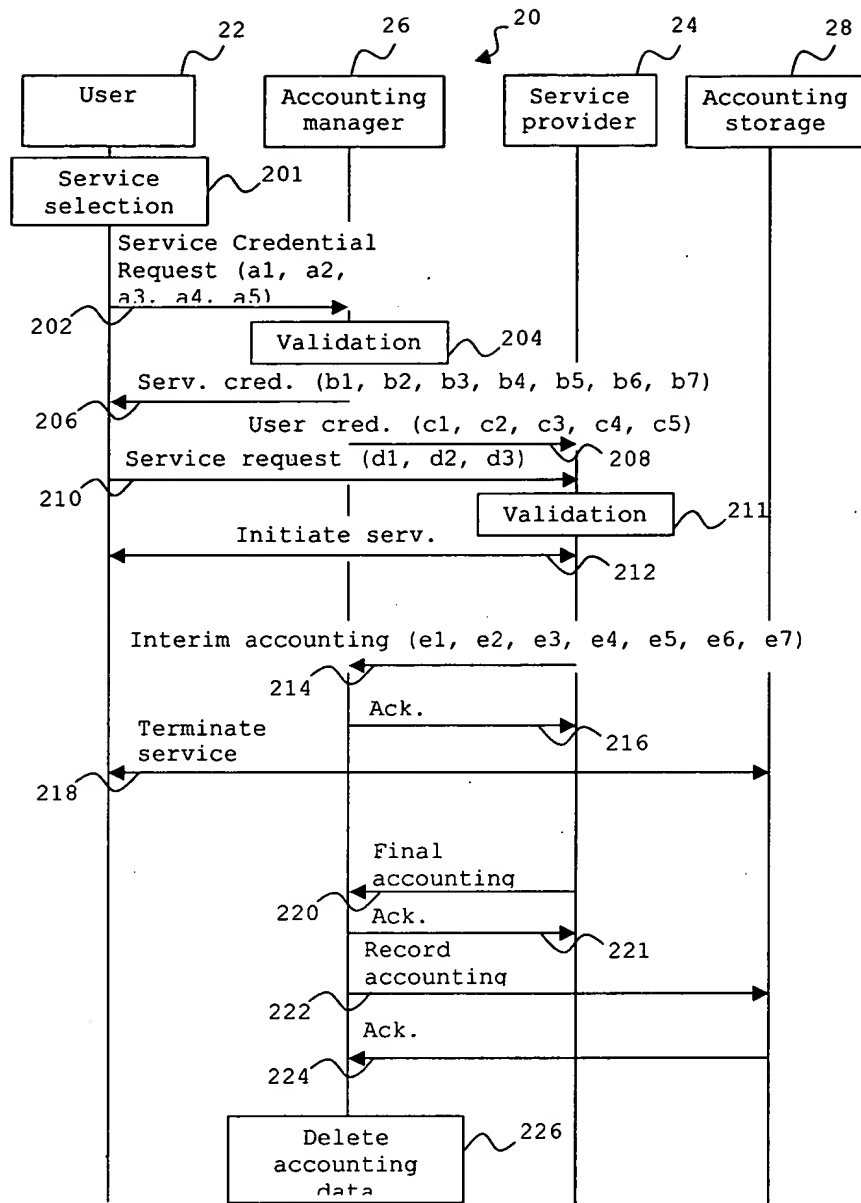 22
26
20
24
28
User
Accounting
manager
Service
provider
Accounting
storage
Service
selection
201
Service Credential
Request (a1, a2,
a3, a4, a5)
202
Validation
204
Serv. cred. (b1, b2, b3, b4, b5, b6, b7)
206
User cred. (c1, c2, c3, c4, c5)
208
Service request (d1, d2, d3)
210
Validation
211
Initiate serv.
212
Interim accounting (e1, e2, e3, e4, e5, e6, e7)
214
Ack.
216
Terminate
service
218
Final
accounting
220
Ack.
221
Record
accounting
222
Ack.
224
Delete
accounting
data
226